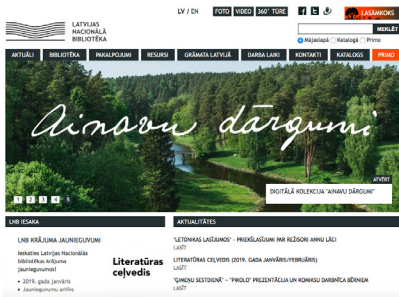 LATVIJAS
NACIONĀLĀ
BIBLIOTĒKA
LV / EN
FOTO VIDEO 360° TŪRE
LASĀMKOKS
MEKLĒT
Mājaslapā Katalogā Primo
AKTUĀLI BIBLIOTĒKA PAKALPOJUMI RESURSI GRĀMATA LATVIJĀ DARBA LAIKI KONTAKTI KATALOGS PRIMO
Ainavu dārgumi
1 2 3 4 5
ATVĒRT
DIGITĀLĀ KOLEKCIJA "AINAVU DĀRGUMI"
LNB IESAKA
AKTUALITĀTES
LNB KRĀJUMA JAUNIEGUVUMI
Ieskaties Latvijas Nacionālās
bibliotēkas krājuma
jaunieguvumos!
2019. gada janvāris
Jaunieguvumu arhīvs
Literatūras
ceļvedis
"LETONIKAS LASĪJUMOS" - PRIEKŠLASĪJUMI PAR REŽISORI ANNU LĀCI
LASĪT
LITERATŪRAS CEĻVEDIS (2019. GADA JANVĀRIS/FEBRUĀRIS)
LASĪT
"ĢIMEŅU SESTDIENĀ" - "PIKOLO" PREZENTĀCIJA UN KOMIKSU DARBNĪCA BĒRNIEM
LASĪT